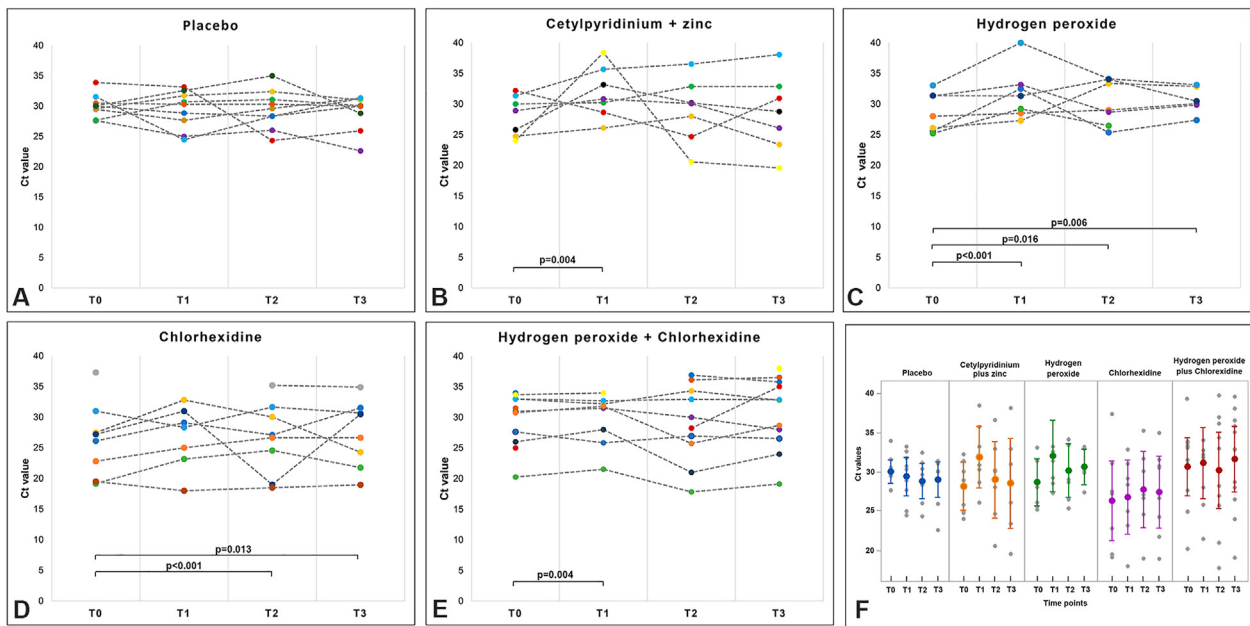 Placebo
Ct value
40
35
30
25
20
15
10
5
0
T0 T1 T2 T3
A
Cetylpyridinium + zinc
Ct value
40
35
30
25
20
15
10
5
0
p=0.004
T0 T1 T2 T3
B
Hydrogen peroxide
Ct value
40
35
30
25
20
15
10
5
0
p=0.006
p=0.016
p<0.001
T0 T1 T2 T3
C
Chlorhexidine
Ct value
40
35
30
25
20
15
10
5
0
p=0.013
p<0.001
T0 T1 T2 T3
D
Hydrogen peroxide + Chlorhexidine
Ct value
40
35
30
25
20
15
10
5
0
p=0.004
T0 T1 T2 T3
E
Placebo
Cetylpyridinium
plus zinc
Hydrogen
peroxide
Chlorhexidine
Hydrogen peroxide
plus Chlorexidine
Ct values
40
35
30
25
20
T0 T1 T2 T3 T0 T1 T2 T3 T0 T1 T2 T3 T0 T1 T2 T3 T0 T1 T2 T3
Time points
F